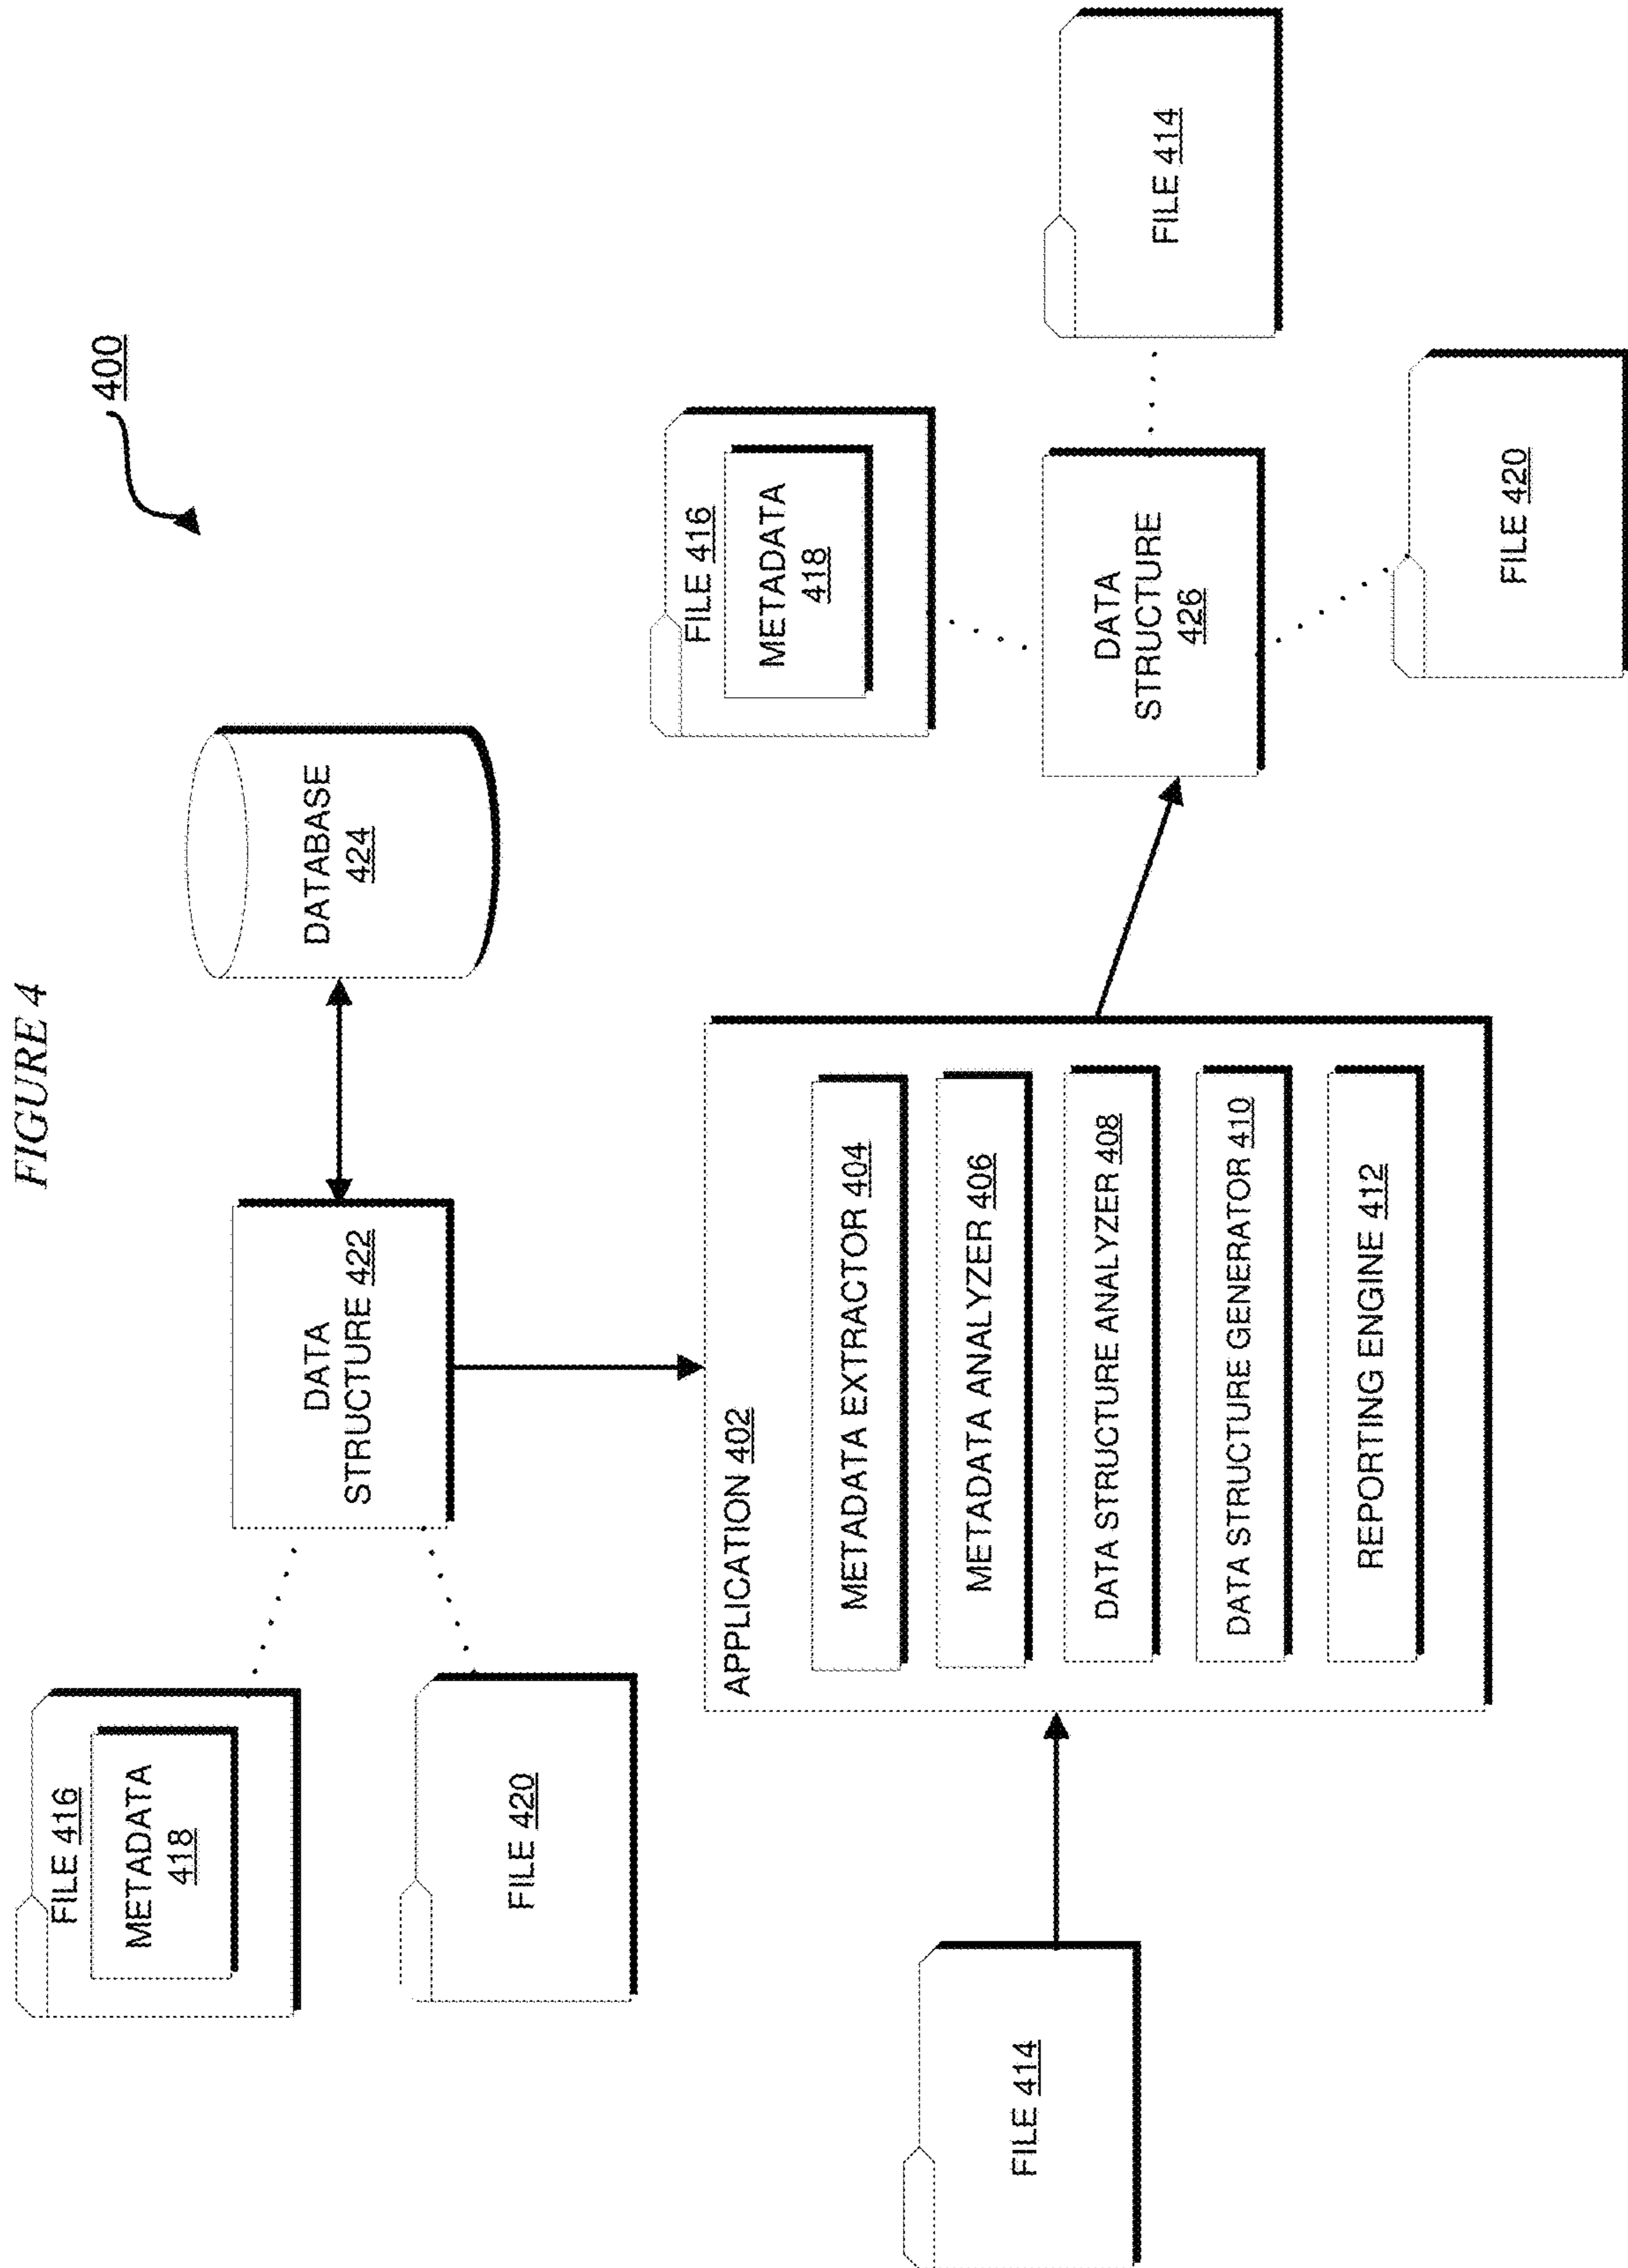 FIGURE 4
400
FILE 416
METADATA
418
FILE 420
DATA
STRUCTURE 422
DATABASE
424
FILE 414
APPLICATION 402
METADATA EXTRACTOR 404
METADATA ANALYZER 406
DATA STRUCTURE ANALYZER 408
DATA STRUCTURE GENERATOR 410
REPORTING ENGINE 412
FILE 416
METADATA
418
DATA
STRUCTURE
426
FILE 414
FILE 420